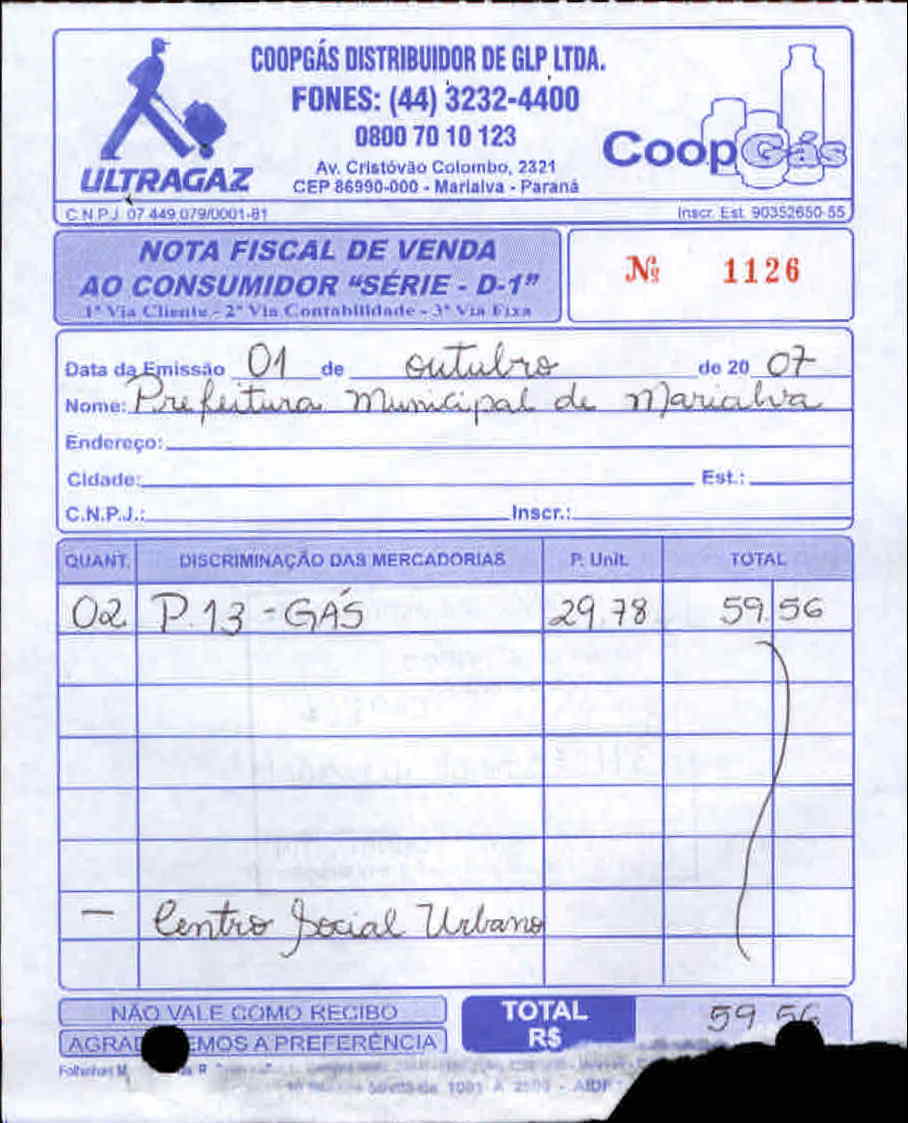 COOPGÁS DISTRIBUIDOR DE GLP LTDA.
FONES: (44) 3232-4400
0800 70 10 123
Av. Cristóvão Colombo, 2321
CEP 86990-000 - Marialva - Paraná
ULTRAGAZ
CoopGás
C.N.P.J. 07.449.079/0001-81 Inscr. Est. 90352650-55
NOTA FISCAL DE VENDA
AO CONSUMIDOR "SÉRIE - D-1"
1ª Via Cliente - 2ª Via Contabilidade - 3ª Via Fixa
Nº 1126
Data da Emissão 01 de outubro de 20 07
Nome: Prefeitura Municipal de Marialva
Endereço:
Cidade: Est.:
C.N.P.J.: Inscr.:
QUANT. DISCRIMINAÇÃO DAS MERCADORIAS P. Unit. TOTAL
02 P.13 - GÁS 29.78 59.56
- Centro Social Urbano
NÃO VALE COMO RECIBO
TOTAL R$ 59 56
AGRAD EMOS A PREFERÊNCIA